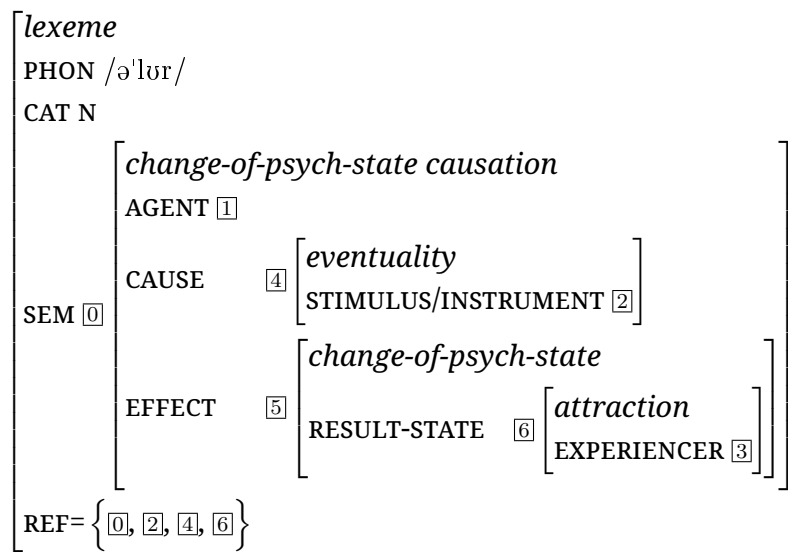 lexeme
PHON /əˈlʊr/
CAT N
SEM 0
change-of-psych-state causation
AGENT 1
CAUSE 4
eventuality
STIMULUS/INSTRUMENT 2
EFFECT 5
change-of-psych-state
RESULT-STATE 6
attraction
EXPERIENCER 3
REF= {0, 2, 4, 6}